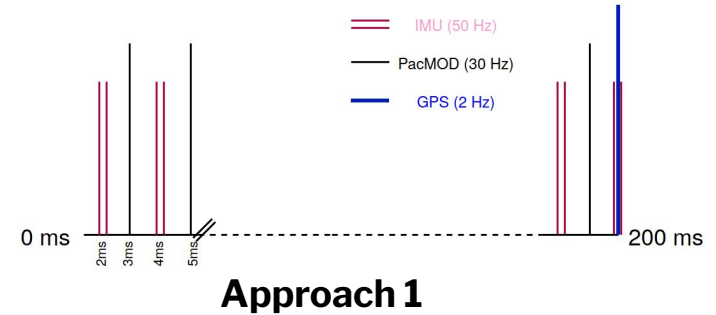 IMU (50 Hz)
PacMOD (30 Hz)
GPS (2 Hz)
0 ms
2ms
3ms
4ms
5ms
200 ms
Approach 1